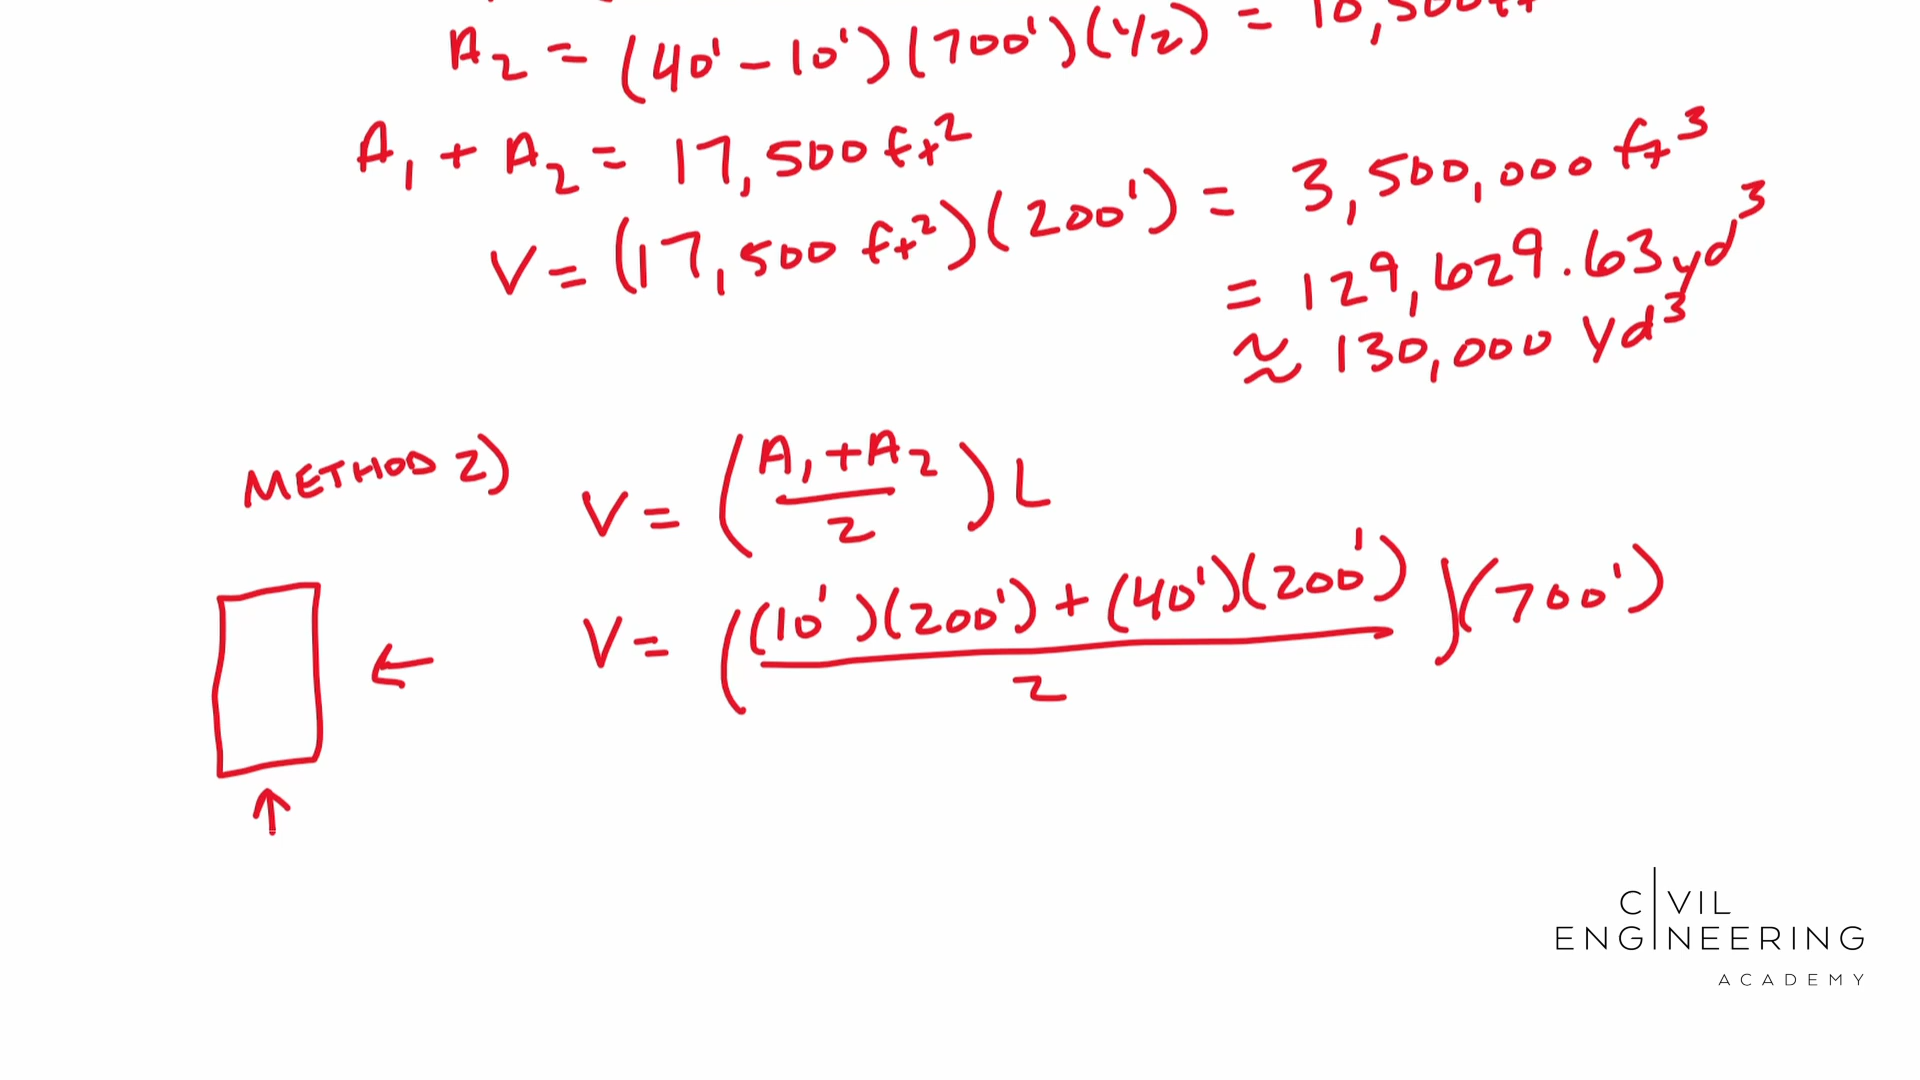 A₂ = (40' - 10')(700')(1/2) = 10,500ft
A₁ + A₂ = 17,500 ft²
V = (17,500 ft²)(200') = 3,500,000 ft³
= 129,629.63 yd³
≈ 130,000 yd³
METHOD 2) V = ((A₁ + A₂)/2) L
V = (((10')(200') + (40')(200'))/2)(700')
CIVIL
ENGINEERING
ACADEMY